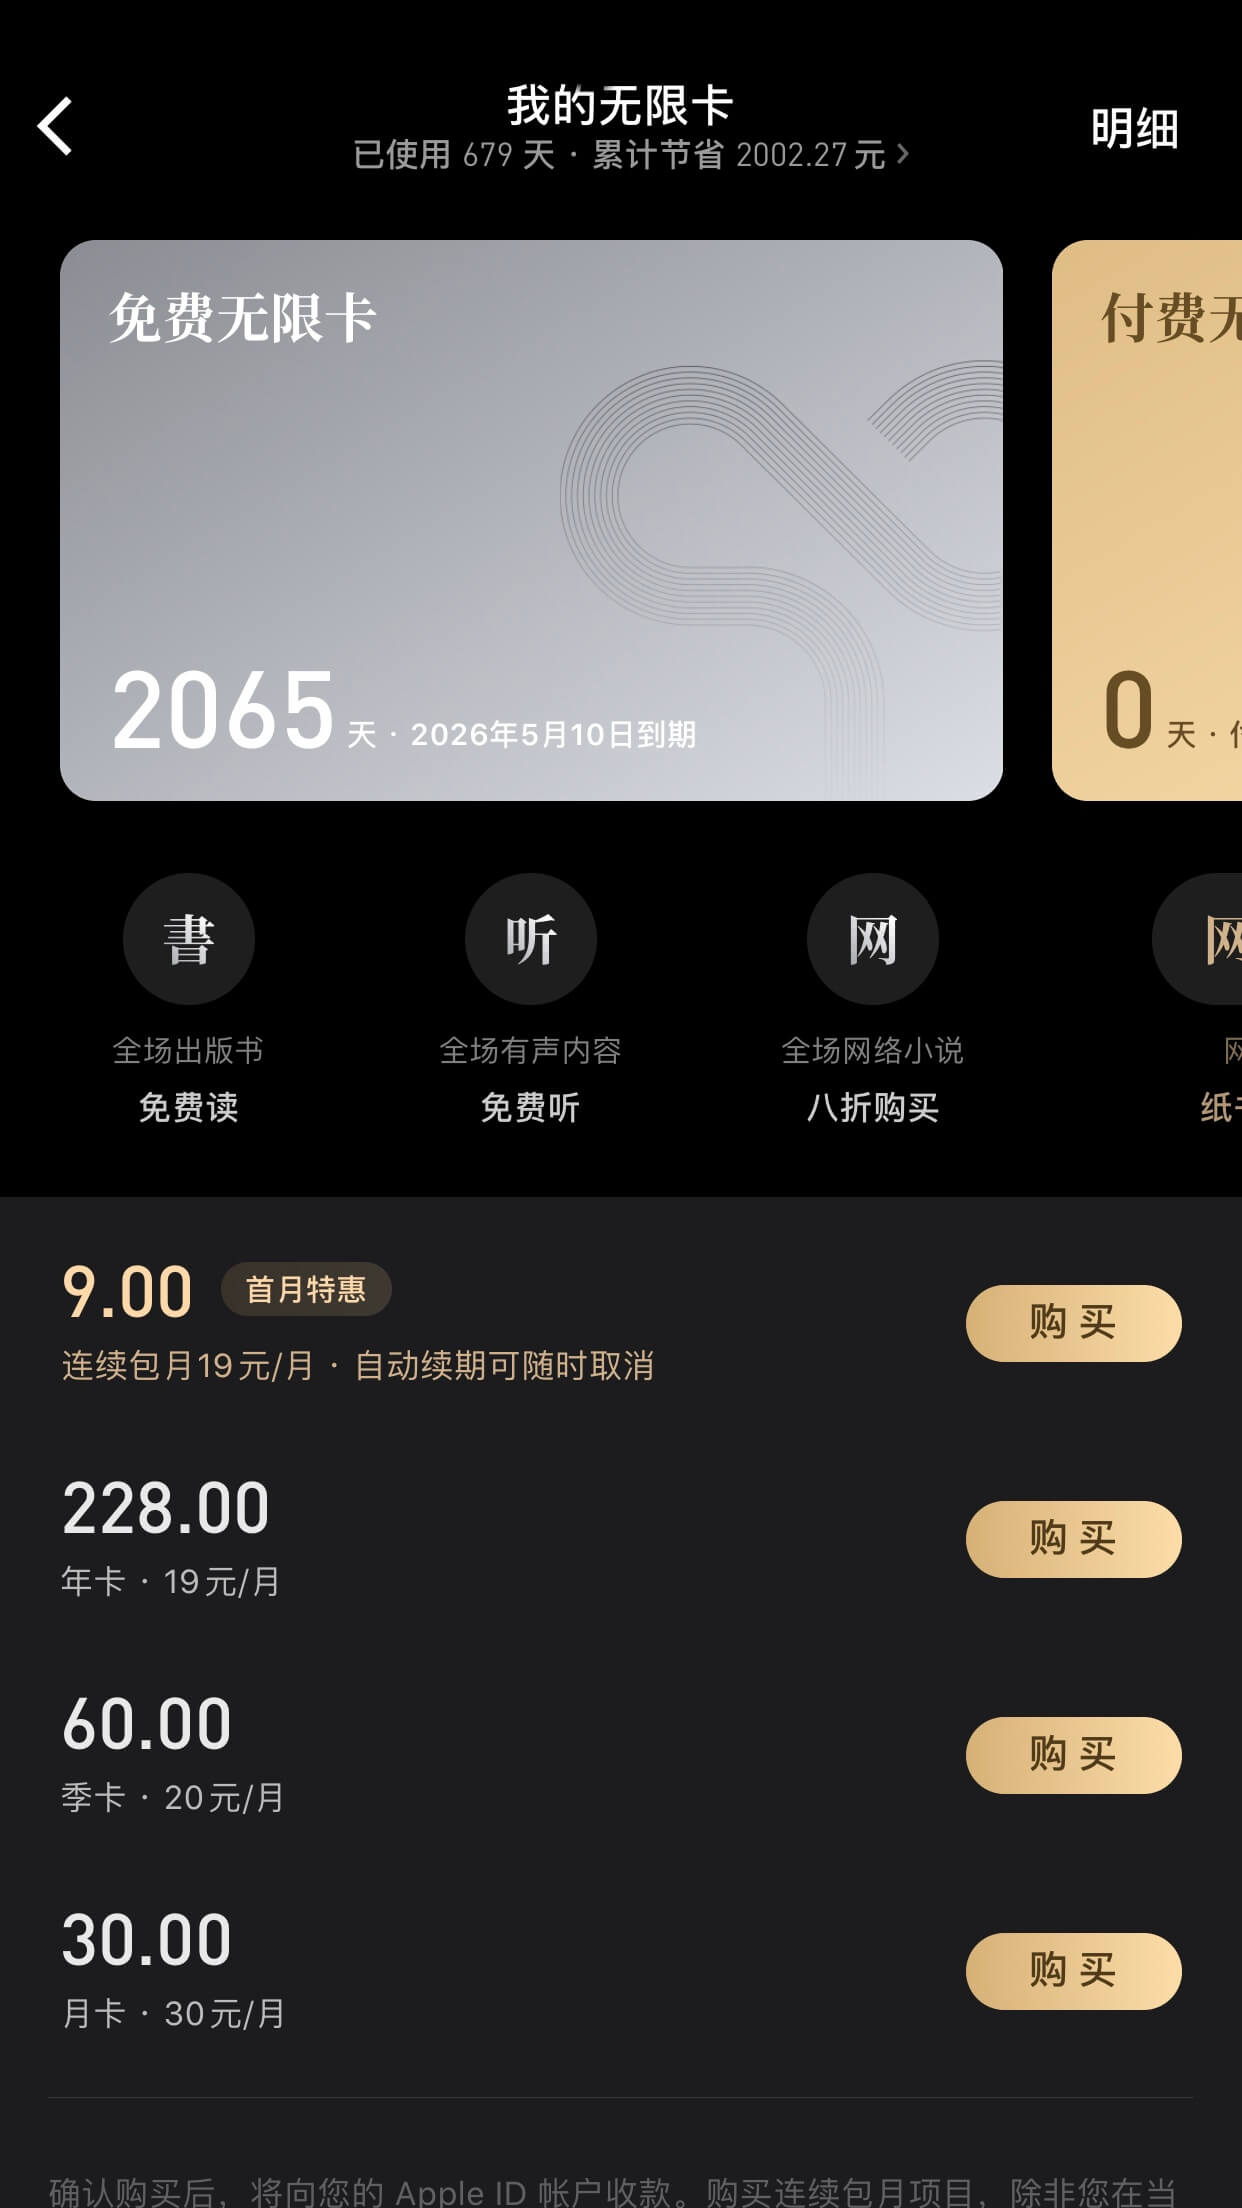 我的无限卡
明细
已使用 679 天 · 累计节省 2002.27 元
免费无限卡
付费无
2065 天 · 2026年5月10日到期
0 天 ·
書
听
网
网
全场出版书
全场有声内容
全场网络小说
免费读
免费听
八折购买
纸
9.00 首月特惠
购买
连续包月19元/月 · 自动续期可随时取消
228.00
购买
年卡 · 19元/月
60.00
购买
季卡 · 20元/月
30.00
购买
月卡 · 30元/月
确认购买后，将向您的 Apple ID 帐户收款。购买连续包月项目，除非您在当